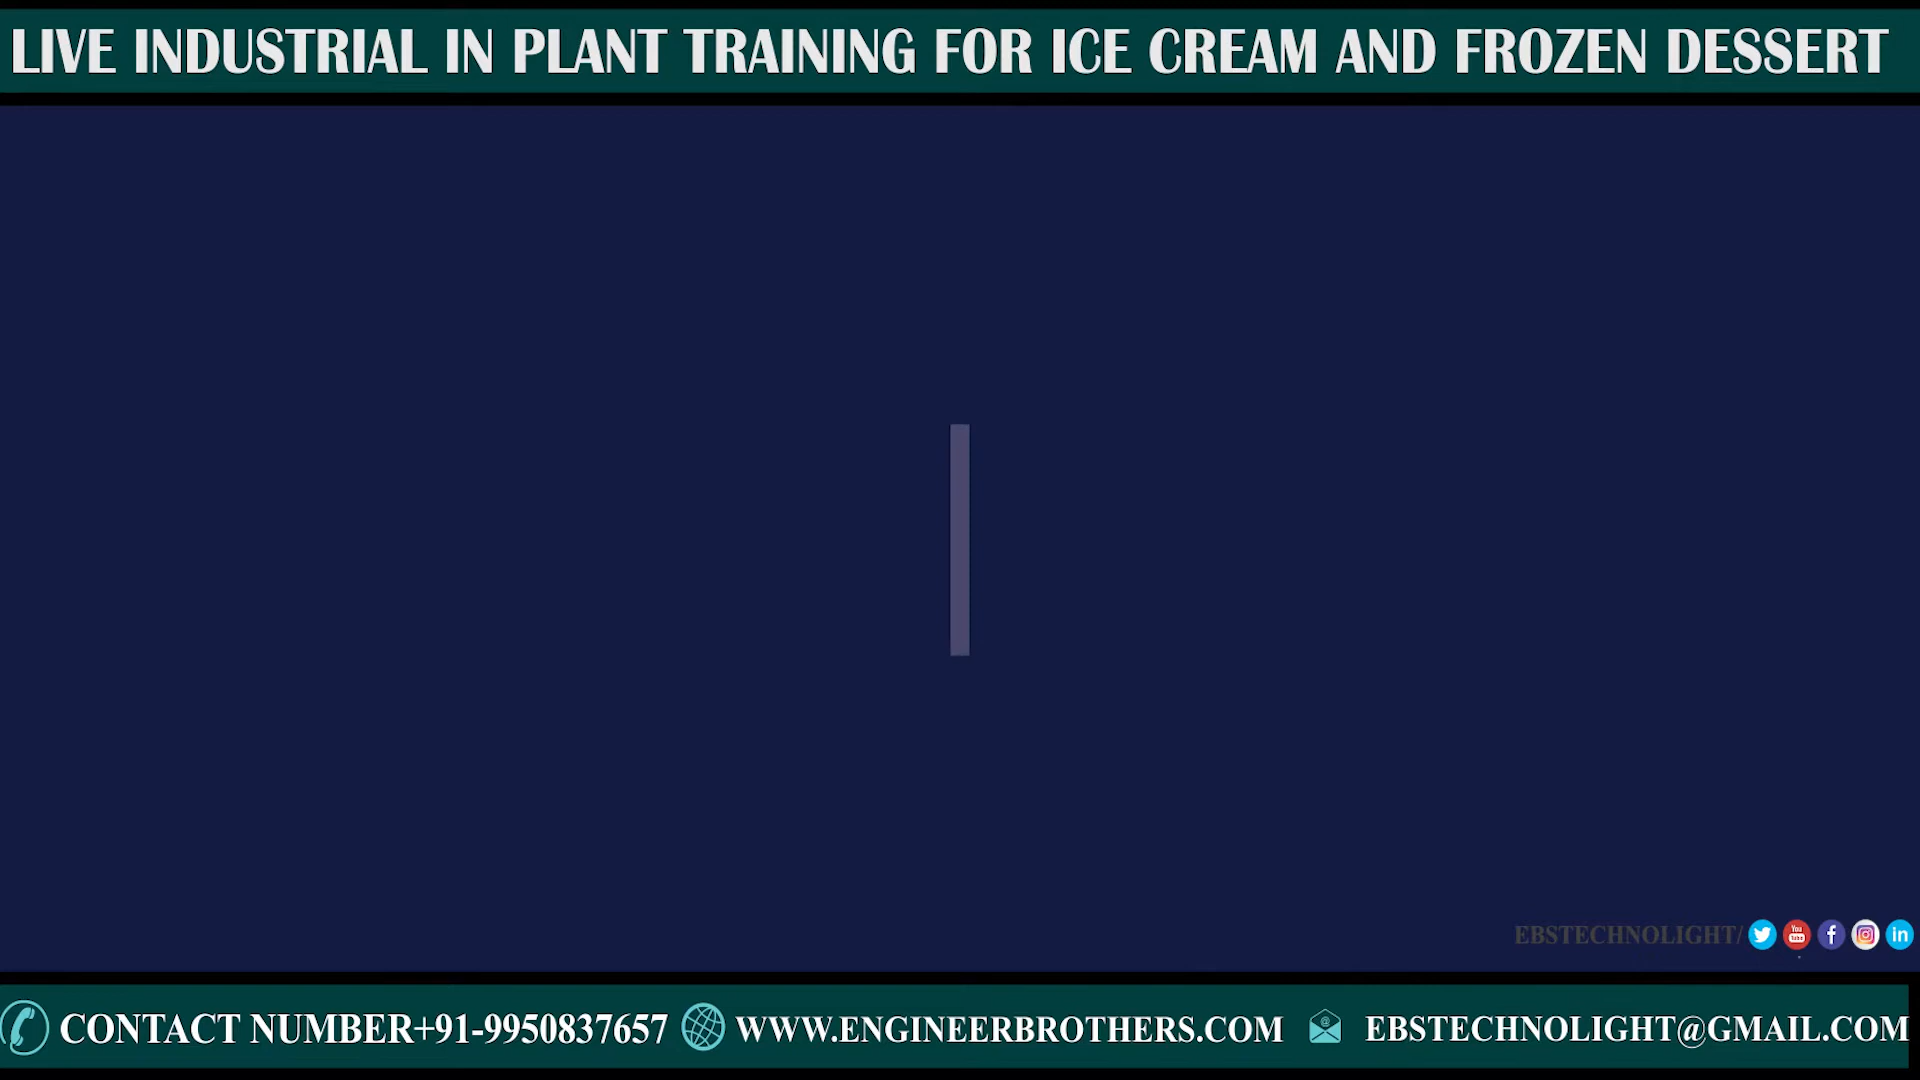 LIVE INDUSTRIAL IN PLANT TRAINING FOR ICE CREAM AND FROZEN DESSERT
EBSTECHNOLIGHT/
CONTACT NUMBER+91-9950837657 WWW.ENGINEERBROTHERS.COM EBSTECHNOLIGHT@GMAIL.COM